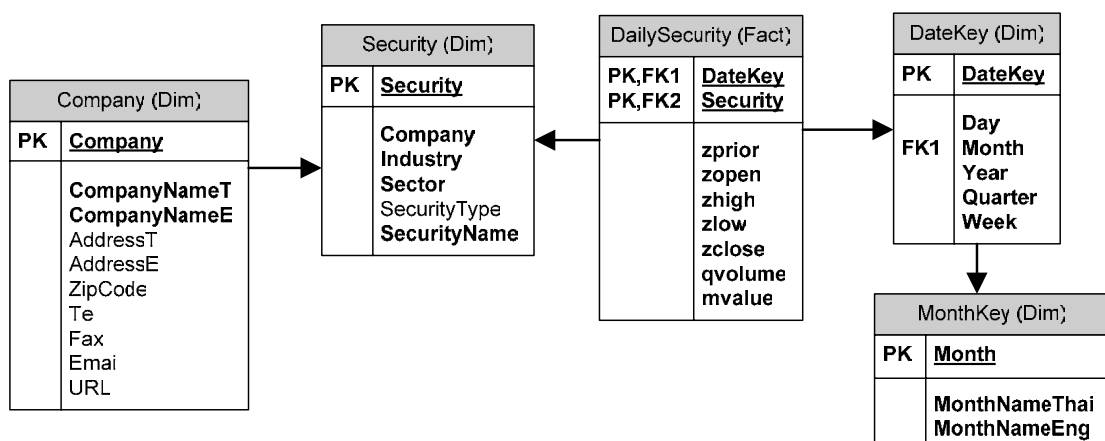 Company (Dim)
PK Company
CompanyNameT
CompanyNameE
AddressT
AddressE
ZipCode
Te
Fax
Emai
URL
Security (Dim)
PK Security
Company
Industry
Sector
SecurityType
SecurityName
DailySecurity (Fact)
PK,FK1 DateKey
PK,FK2 Security
zprior
zopen
zhigh
zlow
zclose
qvolume
mvalue
DateKey (Dim)
PK DateKey
Day
FK1 Month
Year
Quarter
Week
MonthKey (Dim)
PK Month
MonthNameThai
MonthNameEng